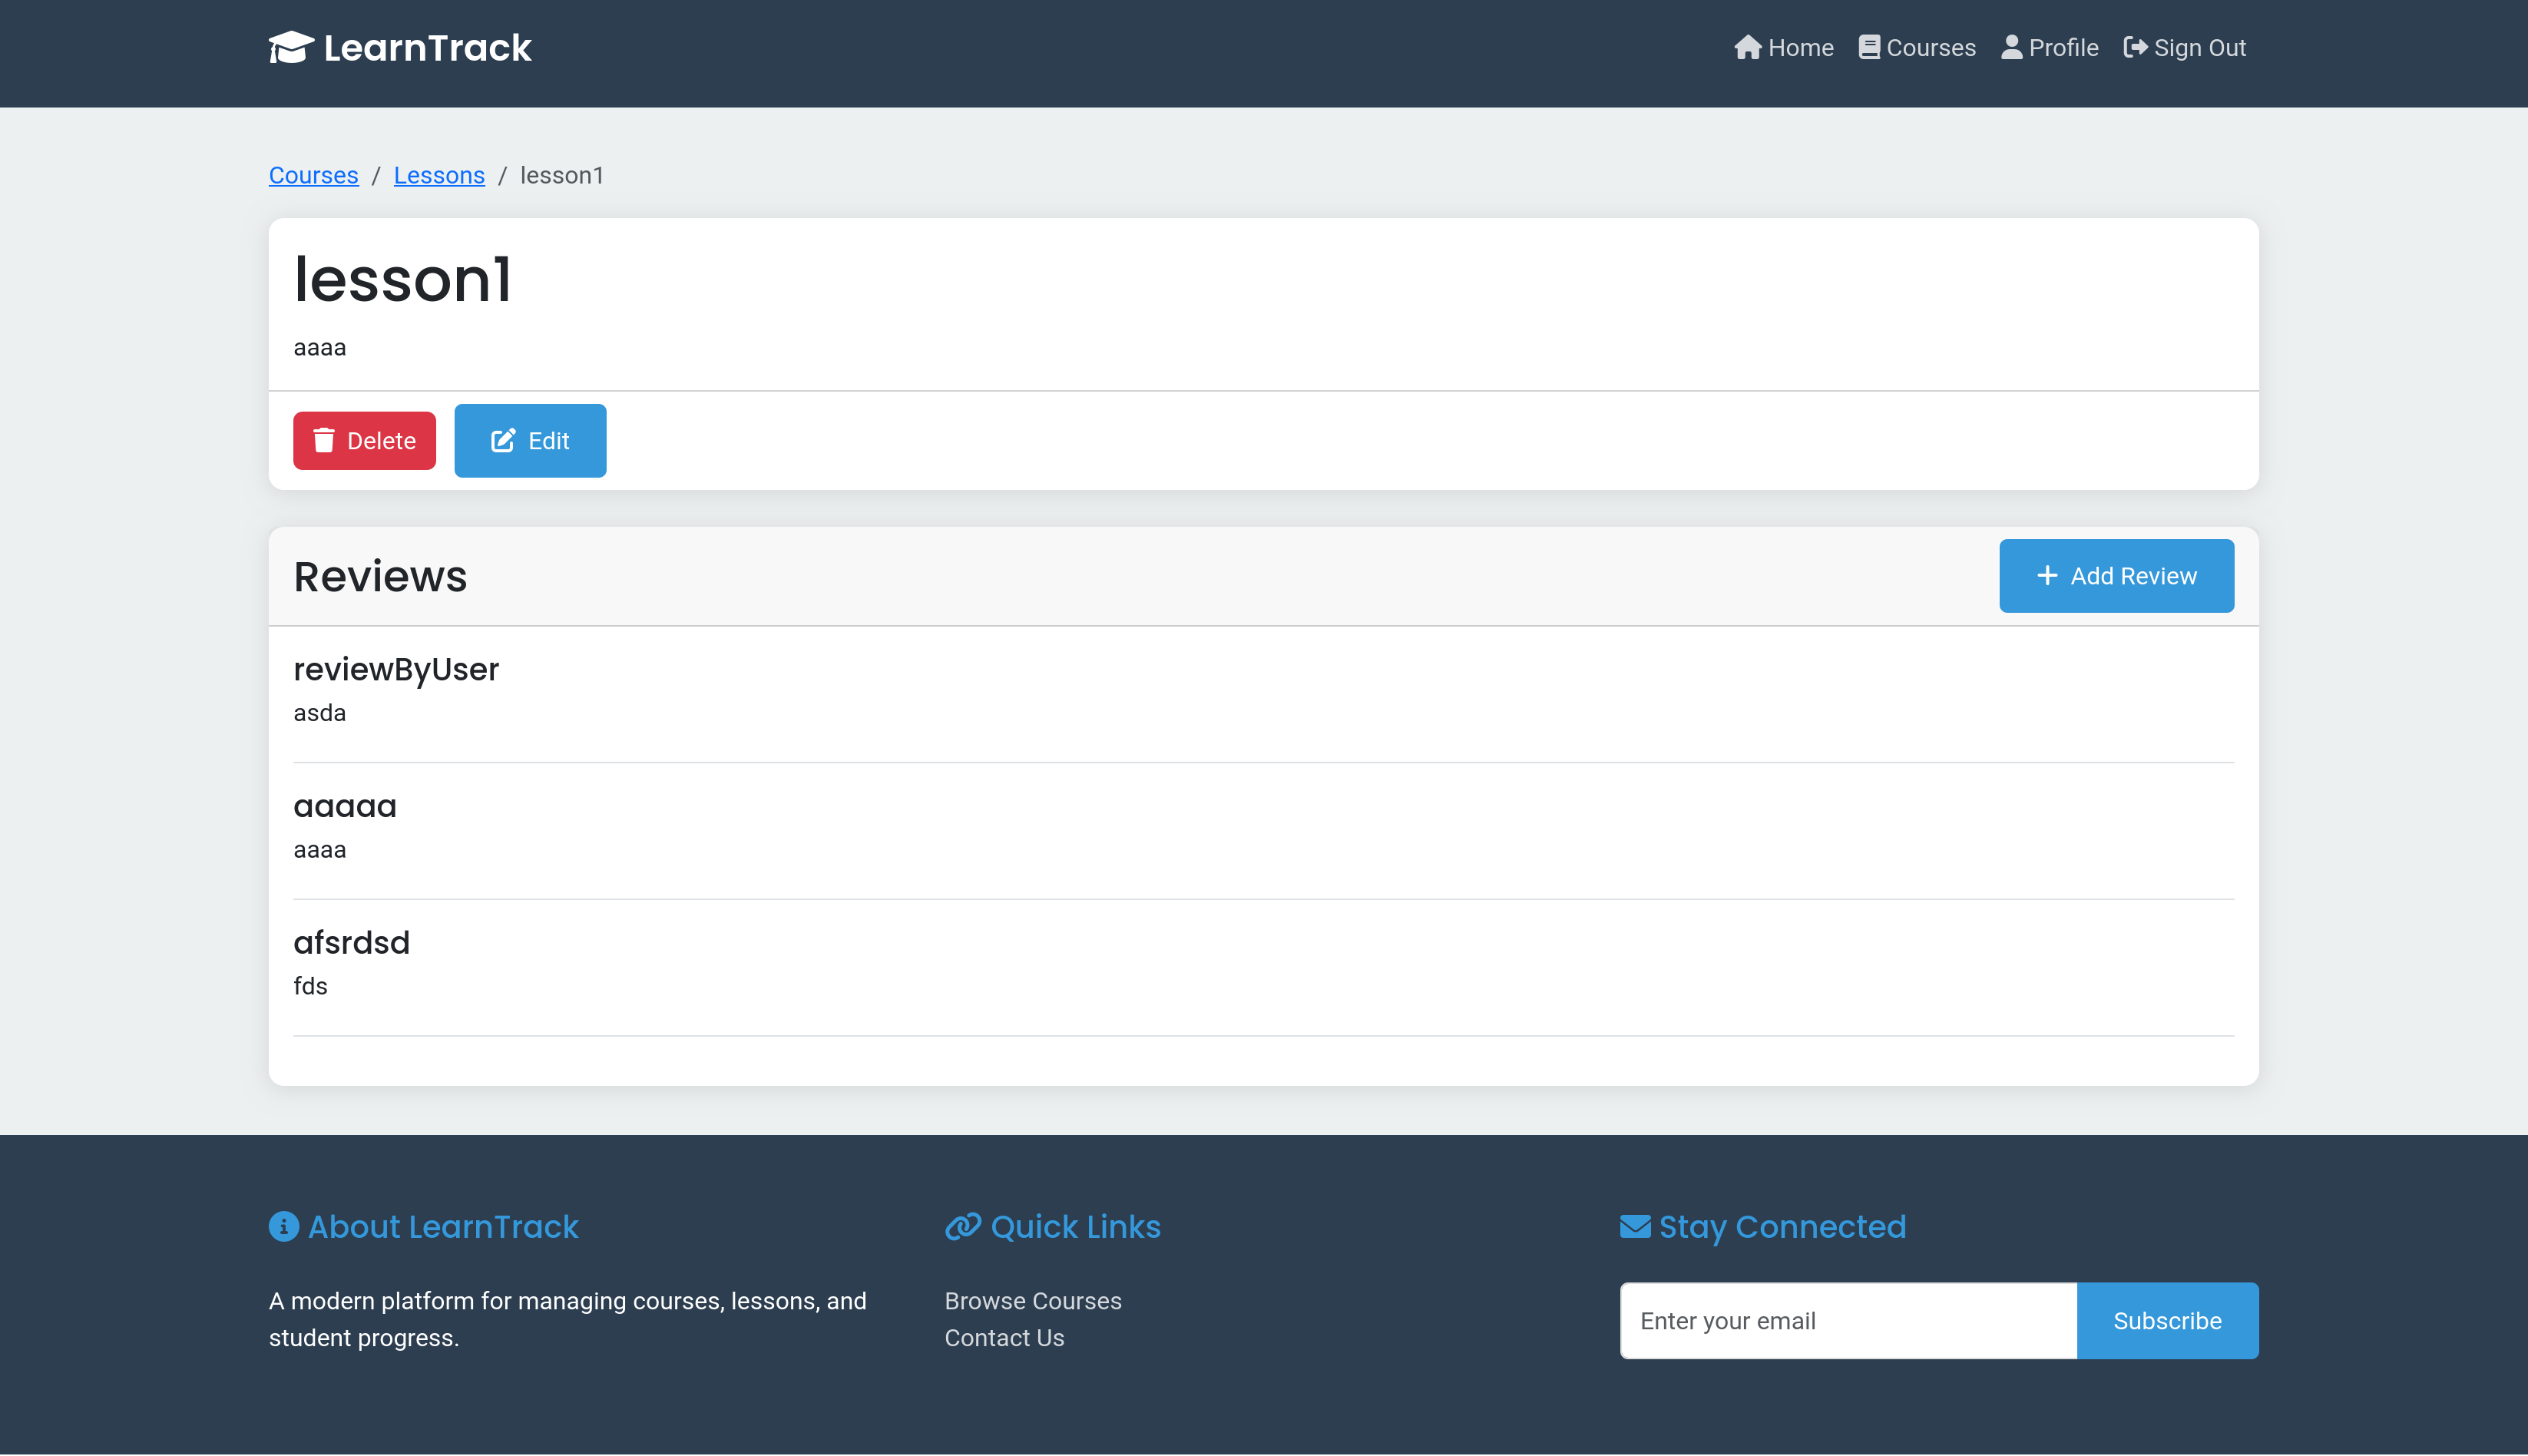 LearnTrack
Home Courses Profile Sign Out
Courses / Lessons / lesson1
lesson1
aaaa
Delete Edit
Reviews
Add Review
reviewByUser
asda
aaaaa
aaaa
afsrdsd
fds
About LearnTrack
A modern platform for managing courses, lessons, and
student progress.
Quick Links
Browse Courses
Contact Us
Stay Connected
Enter your email Subscribe